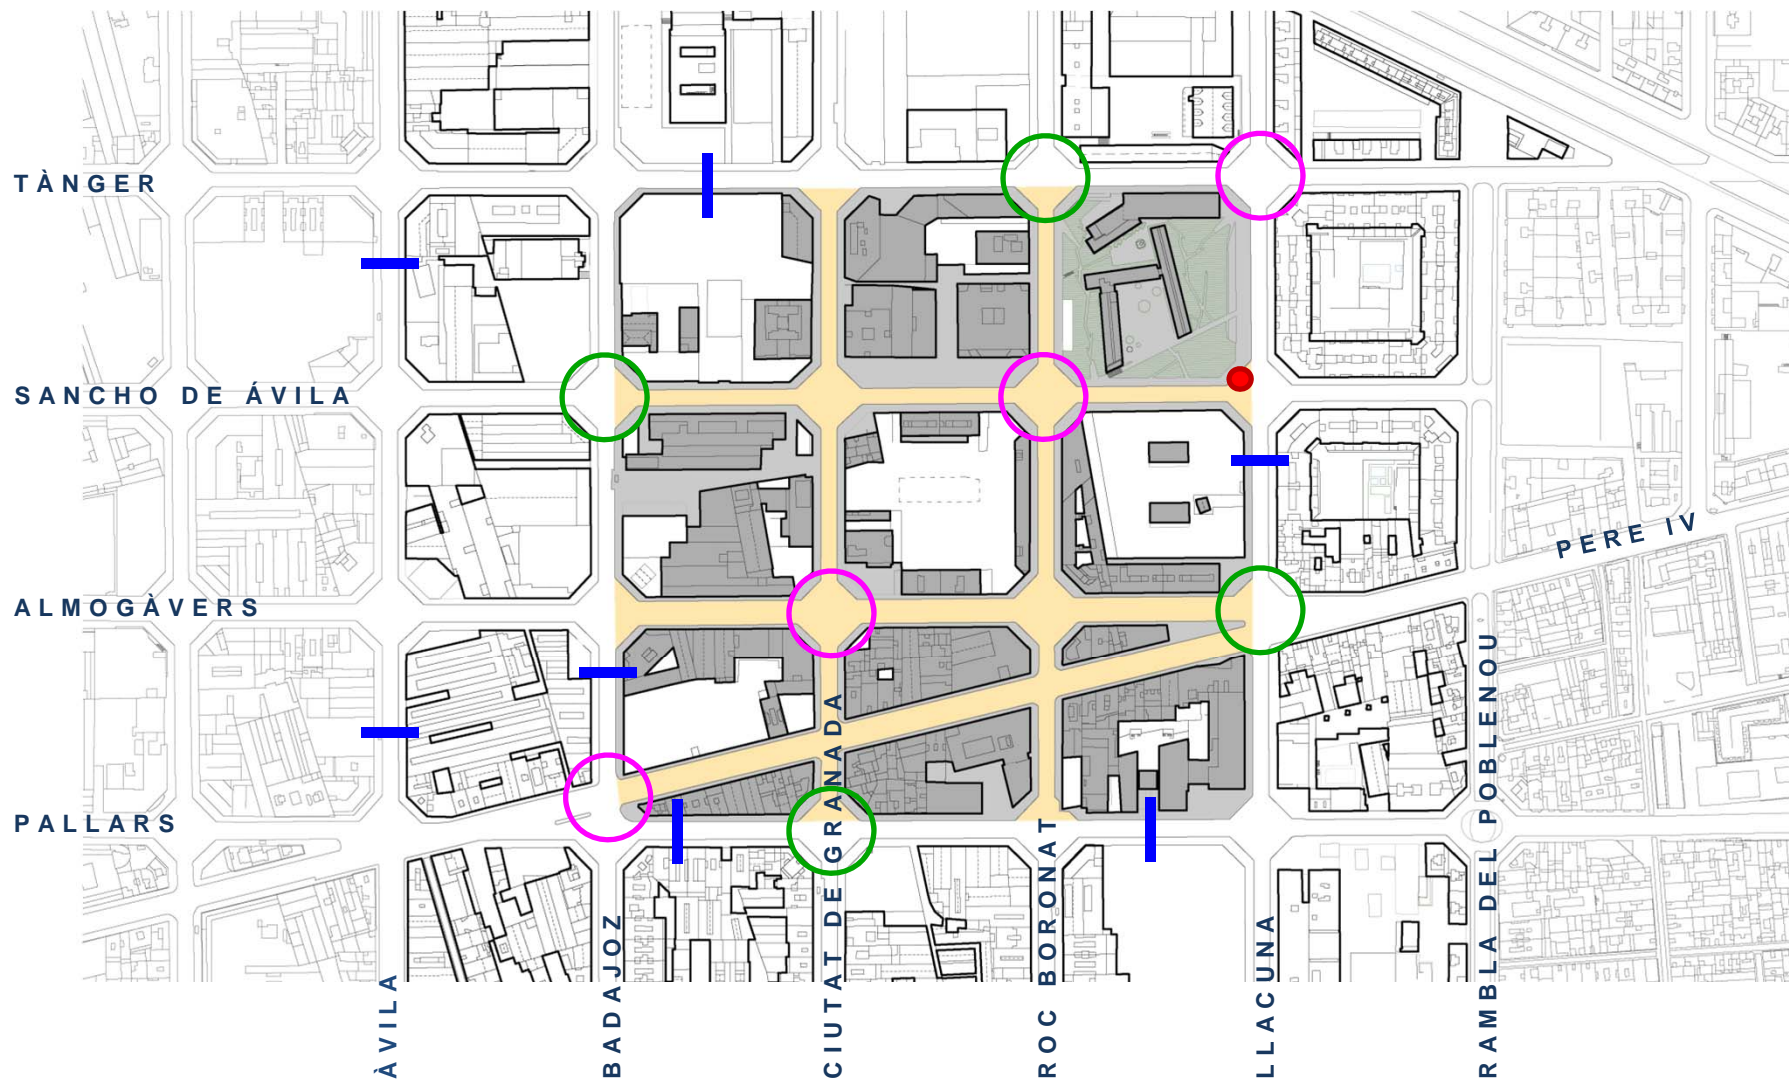 TÀNGER
SANCHO DE ÁVILA
PERE IV
ALMOGÀVERS
PALLARS
ÀVILA
BADAJOZ
CIUTAT DE GRANADA
ROC BORONAT
LLACUNA
RAMBLA DEL POBLENOU